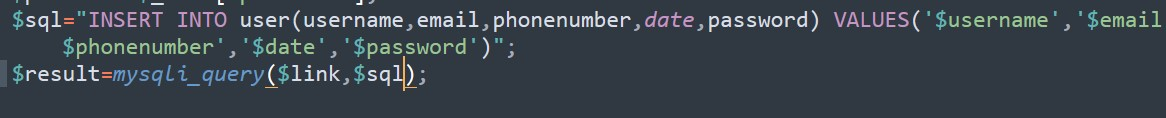 $sql="INSERT INTO user(username,email,phonenumber,date,password) VALUES('$username','$email
$phonenumber','$date','$password')";
$result=mysqli_query($link,$sql);